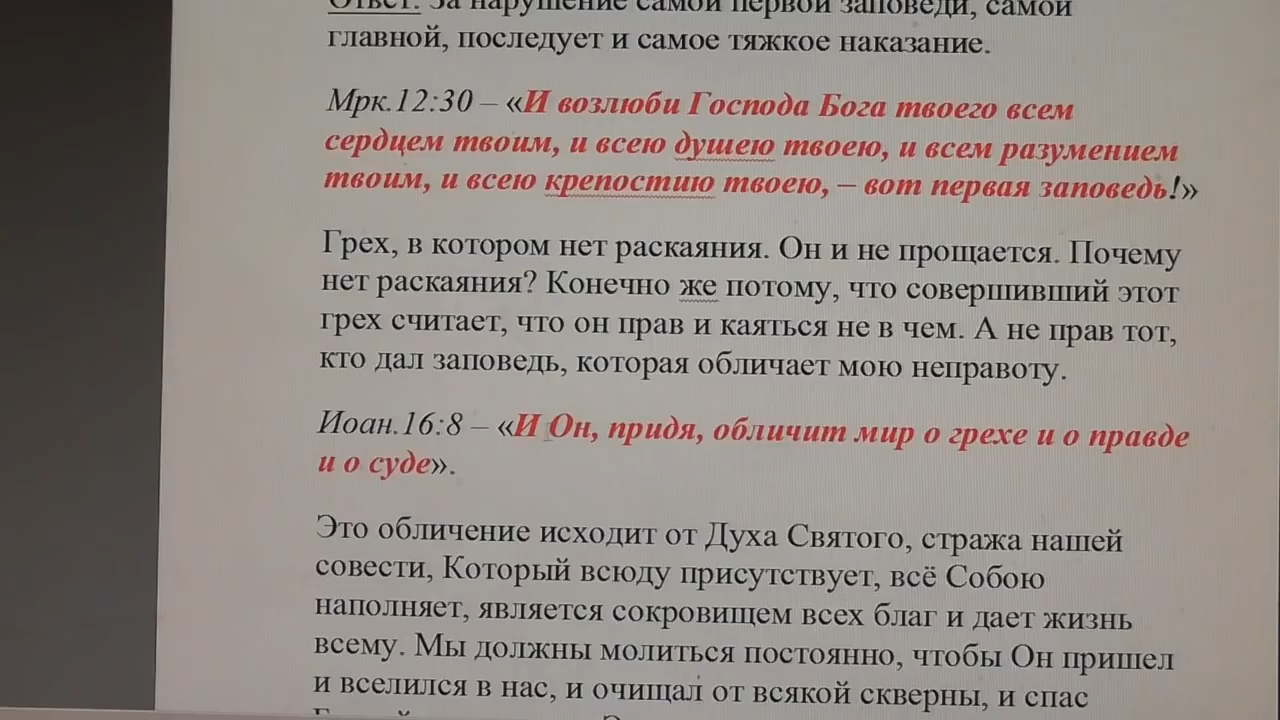 Ответ: За нарушение самой первой заповеди, самой
главной, последует и самое тяжкое наказание.
Мрк.12:30 – «И возлюби Господа Бога твоего всем
сердцем твоим, и всею душею твоею, и всем разумением
твоим, и всею крепостию твоею, – вот первая заповедь!»
Грех, в котором нет раскаяния. Он и не прощается. Почему
нет раскаяния? Конечно же потому, что совершивший этот
грех считает, что он прав и каяться не в чем. А не прав тот,
кто дал заповедь, которая обличает мою неправоту.
Иоан.16:8 – «И Он, придя, обличит мир о грехе и о правде
и о суде».
Это обличение исходит от Духа Святого, стража нашей
совести, Который всюду присутствует, всё Собою
наполняет, является сокровищем всех благ и дает жизнь
всему. Мы должны молиться постоянно, чтобы Он пришел
и вселился в нас, и очищал от всякой скверны, и спас